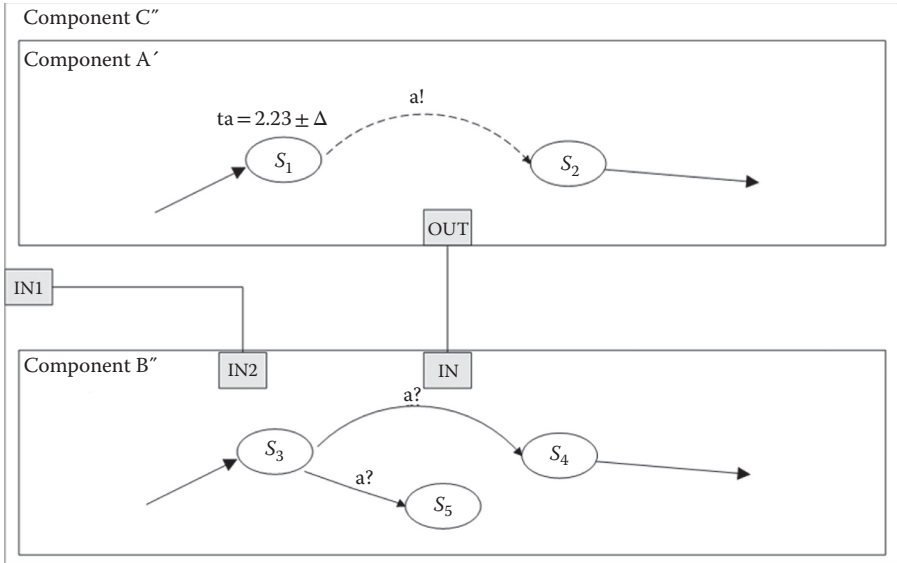 Component C″
Component A´
a!
ta = 2.23 ± Δ
S1
S2
OUT
IN1
Component B″
IN2
IN
a?
S3
S4
a?
S5